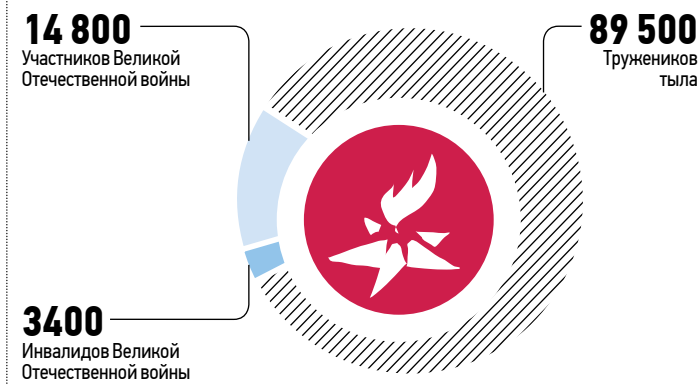 14 800
Участников Великой
Отечественной войны
89 500
Тружеников
тыла
3400
Инвалидов Великой
Отечественной войны